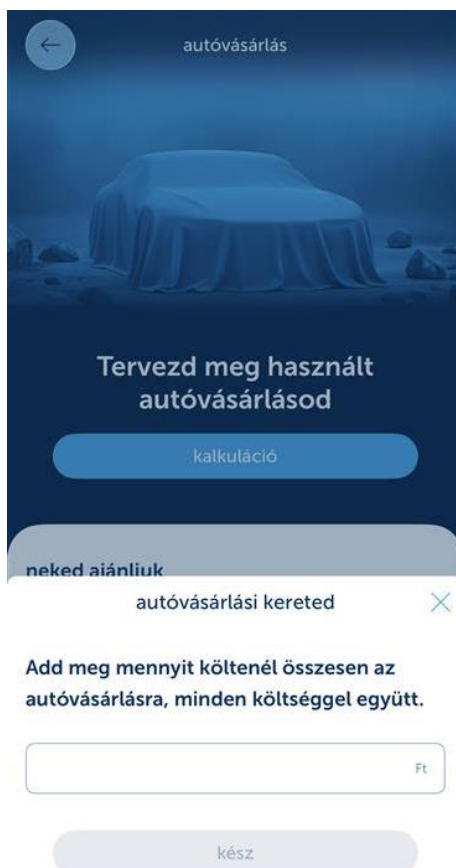 autóvásárlás
Tervezd meg használt
autóvásárlásod
kalkuláció
neked ajánljuk
autóvásárlási kereted
Add meg mennyit költenél összesen az
autóvásárlásra, minden költséggel együtt.
Ft
kész